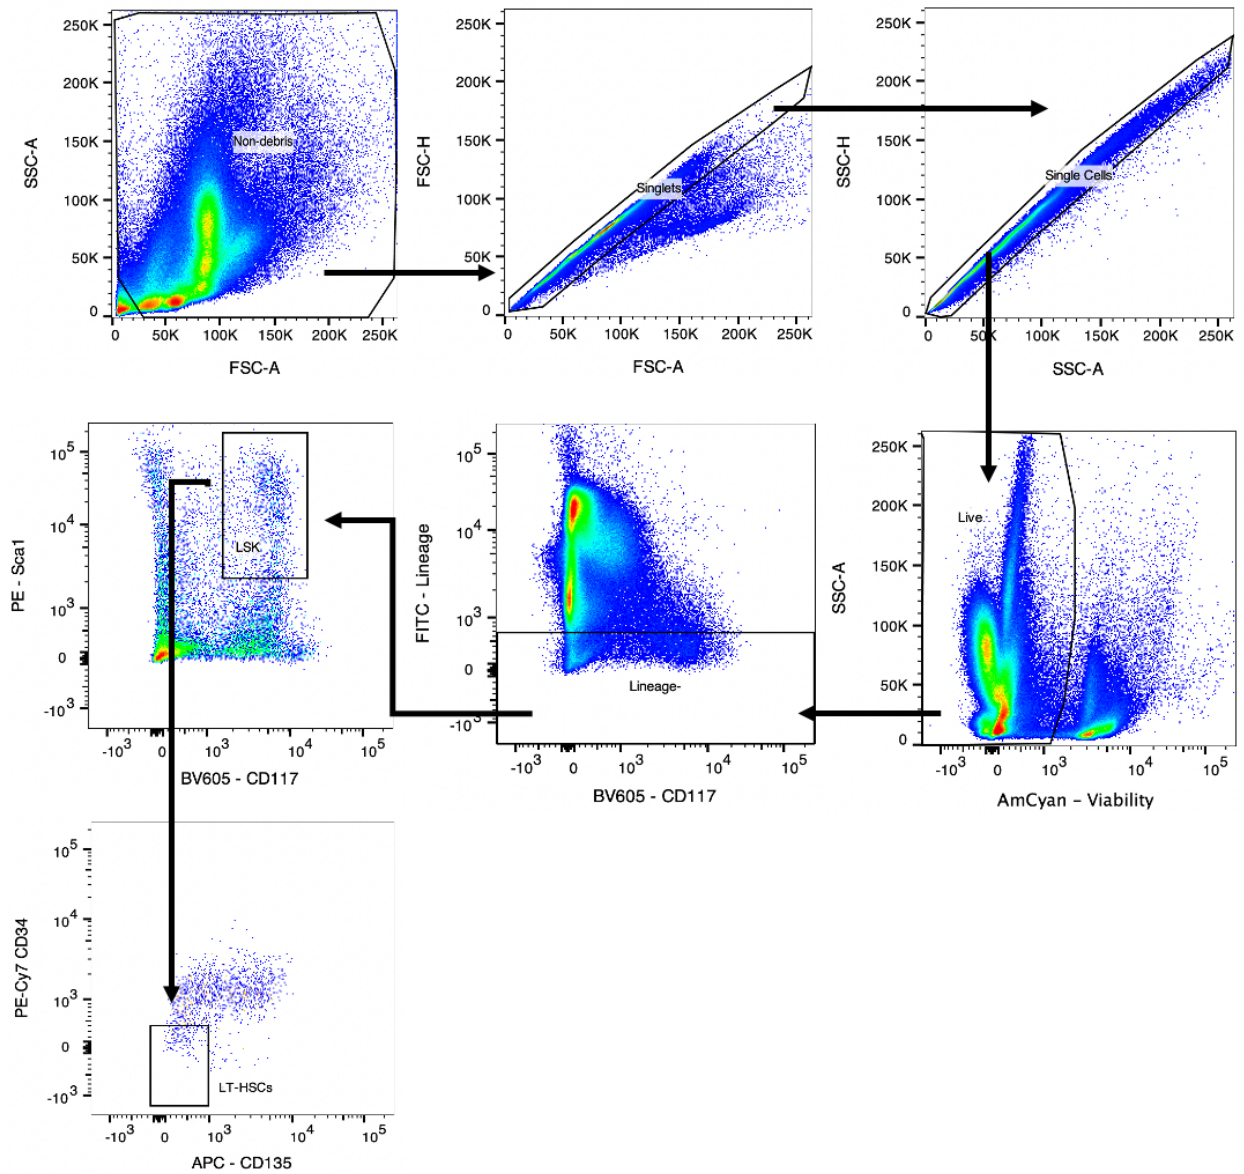 250K
200K
150K
100K
50K
0
SSC-A
Non-debris
0 50K 100K 150K 200K 250K
FSC-A
250K
200K
150K
100K
50K
0
FSC-H
Singlets
0 50K 100K 150K 200K 250K
FSC-A
250K
200K
150K
100K
50K
0
SSC-H
Single Cells
0 50K 100K 150K 200K 250K
SSC-A
10^5
10^4
10^3
0
-10^3
PE - Sca1
LSK
-10^3 0 10^3 10^4 10^5
BV605 - CD117
10^5
10^4
10^3
0
-10^3
FITC - Lineage
Lineage-
-10^3 0 10^3 10^4 10^5
BV605 - CD117
250K
200K
150K
100K
50K
0
SSC-A
Live
-10^3 0 10^3 10^4 10^5
AmCyan - Viability
10^5
10^4
10^3
0
-10^3
PE-Cy7 CD34
LT-HSCs
-10^3 0 10^3 10^4 10^5
APC - CD135